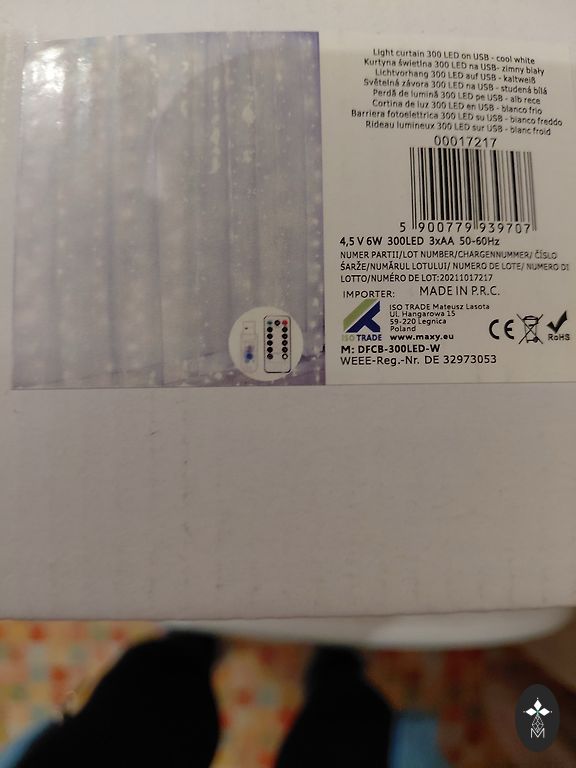 Light curtain 300 LED on USB - cool white
Kurtyna świetlna 300 LED na USB- zimny biały
Lichtvorhang 300 LED auf USB - kaltweiß
Světelná závora 300 LED na USB - studená bílá
Perdă de lumină 300 LED pe USB - alb rece
Cortina de luz 300 LED en USB - blanco frio
Barriera fotoelettrica 300 LED su USB - bianco freddo
Rideau lumineux 300 LED sur USB - blanc froid
00017217
5 900779 939707
4,5 V 6W 300LED 3xAA 50-60Hz
NUMER PARTII/LOT NUMBER/CHARGENNUMMER/ ČÍSLO
ŠARŽE/NUMĂRUL LOTULUI/ NUMERO DE LOTE/ NUMERO DI
LOTTO/NUMÉRO DE LOT:20211017217
MADE IN P.R.C.
IMPORTER:
ISO TRADE Mateusz Lasota
Ul. Hangarowa 15
59-220 Legnica
Poland
www.maxy.eu
ISO TRADE
CE
RoHS
M: DFCB-300LED-W
WEEE-Reg.-Nr. DE 32973053
M